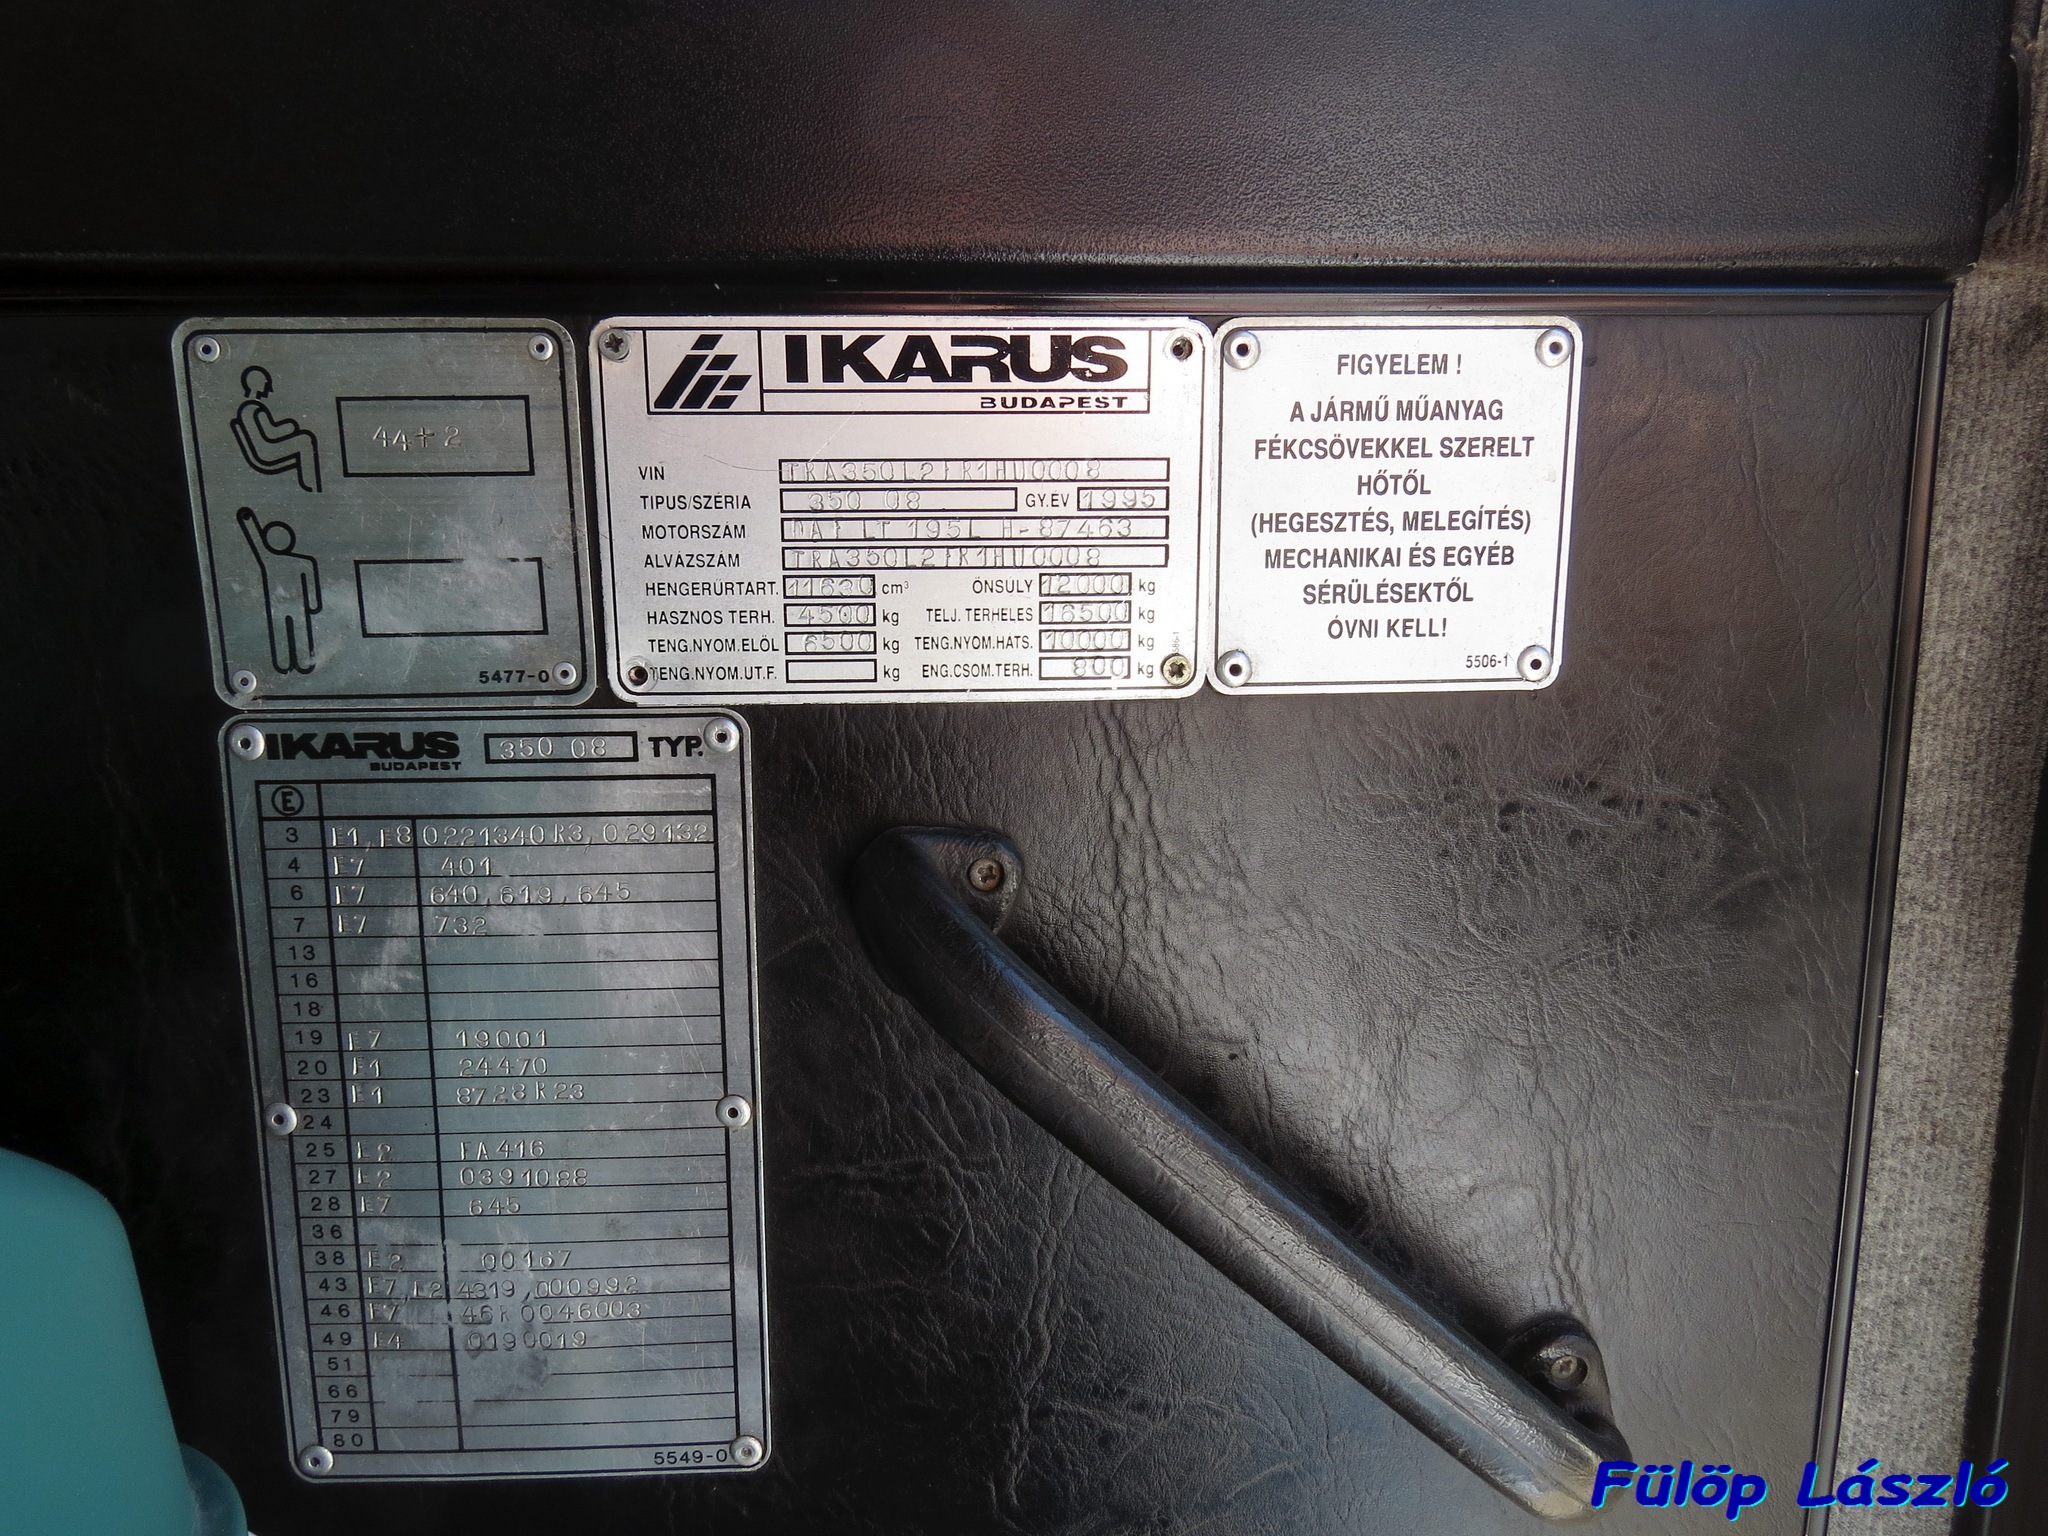 44+2
5477-0
IKARUS
BUDAPEST
VIN TRA350L2FR1HU0008
TIPUS/SZÉRIA 350 08 GY.EV 1995
MOTORSZÁM DAF LT 195L H-87463
ALVÁZSZÁM TRA350L2FR1HU0008
HENGERŰRTART. 11630 cm³ ÖNSÚLY 12000 kg
HASZNOS TERH. 4500 kg TELJ. TERHELES 16500 kg
TENG.NYOM.ELÖL 6500 kg TENG.NYOM.HATS. 10000 kg
TENG.NYOM.UT.F. kg ENG.CSOM.TERH. 800 kg
FIGYELEM !
A JÁRMŰ MŰANYAG
FÉKCSÖVEKKEL SZERELT
HŐTŐL
(HEGESZTÉS, MELEGÍTÉS)
MECHANIKAI ÉS EGYÉB
SÉRÜLÉSEKTŐL
ÓVNI KELL!
5506-1
IKARUS 350 08 TYP.
BUDAPEST
E
3 E1, E8 0221340R3, 029132
4 E7 401
6 E7 640, 619, 645
7 E7 732
13
16
18
19 E7 19001
20 E1 24470
23 E1 8728R23
24
25 E2 FA416
27 E2 0391088
28 E7 645
36
38 E2 00167
43 E7, E2 4319, 000992
46 E7 46R0046003
49 E4 0190019
51
66
79
80
5549-0
Fülöp László